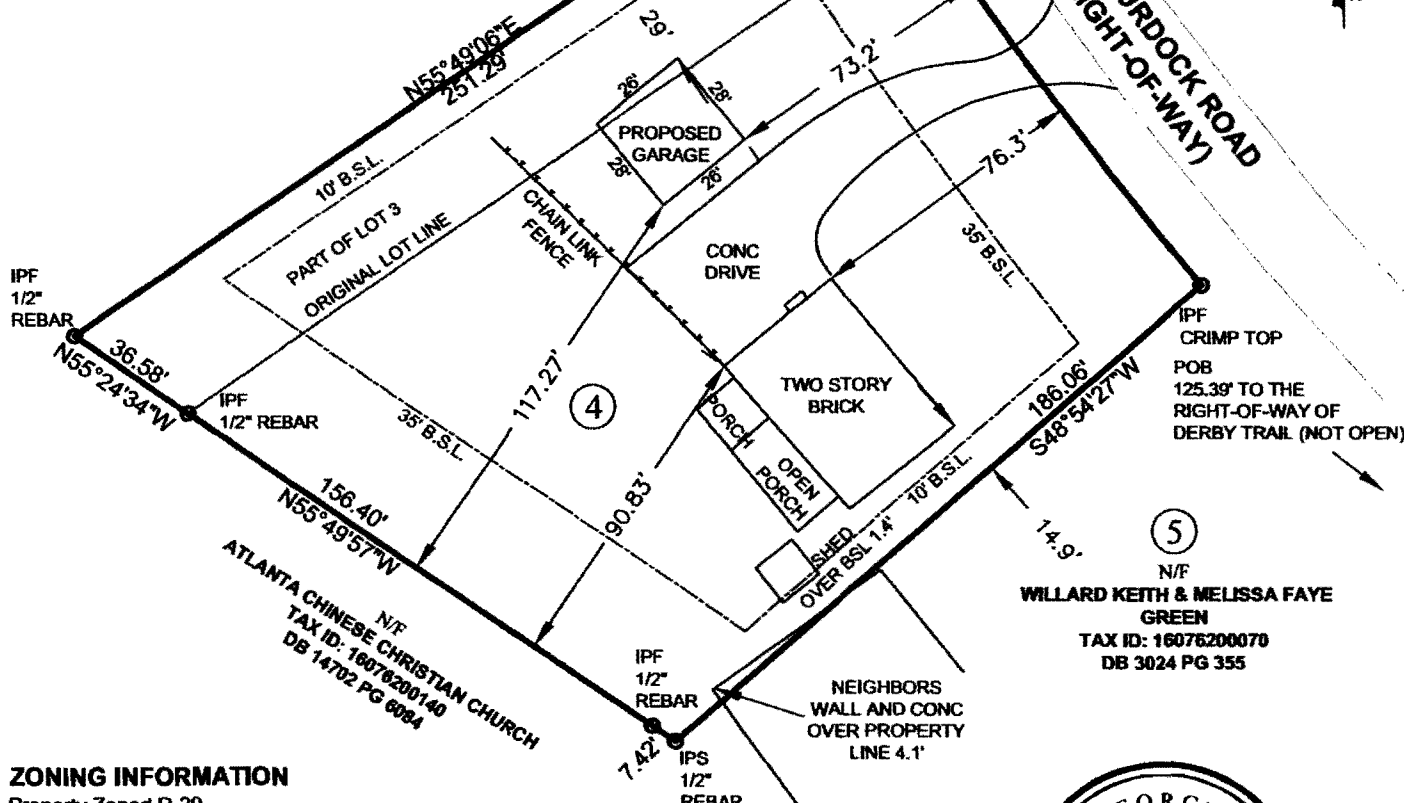 29'
URDOCK ROAD
IGHT-OF-WAY)
N55°49'06"E
251.29'
73.2'
26'
28'
PROPOSED
GARAGE
28'
26'
76.3'
10' B.S.L.
PART OF LOT 3
ORIGINAL LOT LINE
CHAIN LINK
FENCE
CONC
DRIVE
35' B.S.L.
IPF
1/2"
REBAR
36.58'
N55°24'34"W
IPF
1/2" REBAR
IPF
CRIMP TOP
POB
125.39' TO THE
RIGHT-OF-WAY OF
DERBY TRAIL (NOT OPEN)
117.27'
4
TWO STORY
BRICK
PORCH
OPEN
PORCH
186.06'
S48°54'27"W
35' B.S.L.
90.83'
10' B.S.L.
SHED
OVER BSL 1.4'
14.9'
156.40'
N55°49'57"W
5
N/F
WILLARD KEITH & MELISSA FAYE
GREEN
TAX ID: 16076200070
DB 3024 PG 355
N/F
ATLANTA CHINESE CHRISTIAN CHURCH
TAX ID: 16076200140
DB 14702 PG 6084
IPF
1/2"
REBAR
NEIGHBORS
WALL AND CONC
OVER PROPERTY
LINE 4.1'
7.42'
IPS
1/2"
REBAR
ZONING INFORMATION
Property Zoned R-20
EORG